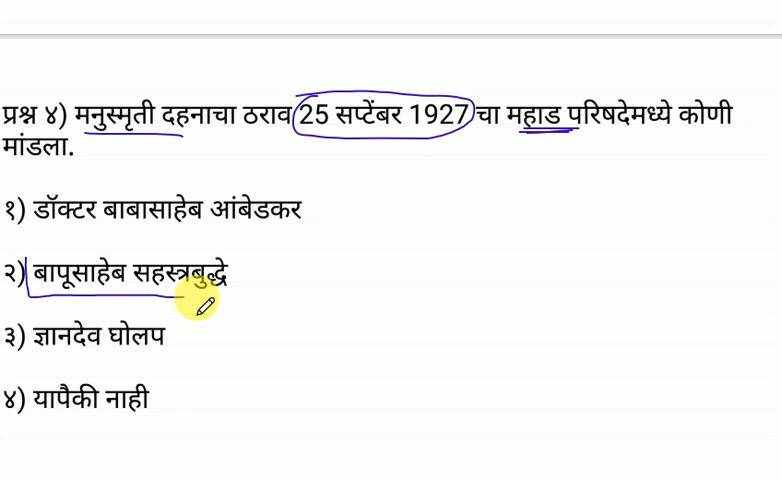 प्रश्न ४) मनुस्मृती दहनाचा ठराव 25 सप्टेंबर 1927 चा महाड परिषदेमध्ये कोणी
मांडला.
१) डॉक्टर बाबासाहेब आंबेडकर
२) बापूसाहेब सहस्त्रबुद्धे
३) ज्ञानदेव घोलप
४) यापैकी नाही